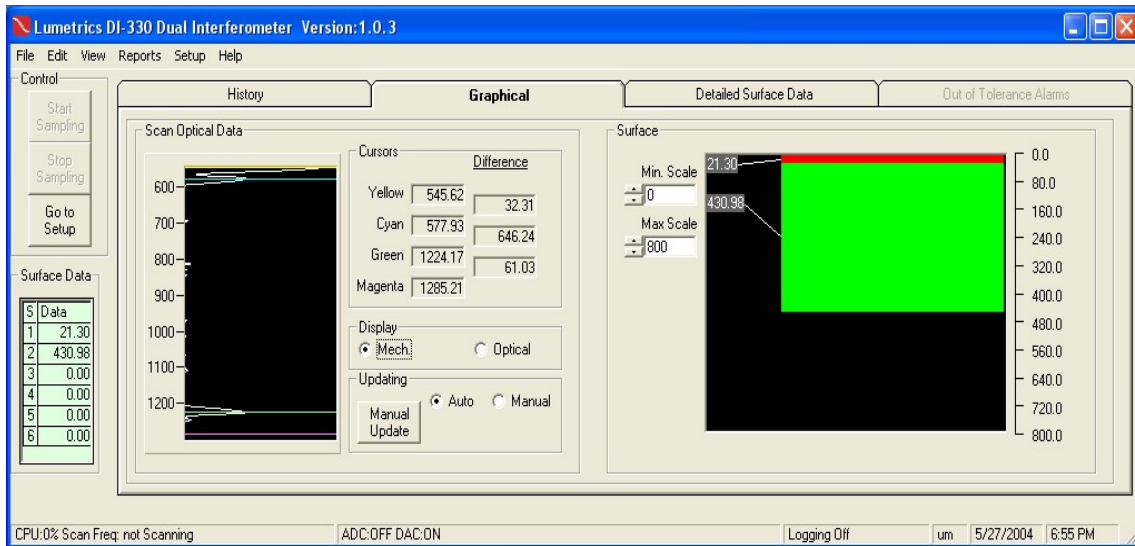 Lumetrics DI-330 Dual Interferometer Version:1.0.3
File Edit View Reports Setup Help
Control
Start
Sampling
Stop
Sampling
Go to
Setup
Surface Data
S Data
1 21.30
2 430.98
3 0.00
4 0.00
5 0.00
6 0.00
History
Graphical
Detailed Surface Data
Out of Tolerance Alarms
Scan Optical Data
600
700
800
900
1000
1100
1200
Cursors
Difference
Yellow 545.62
32.31
Cyan 577.93
646.24
Green 1224.17
61.03
Magenta 1285.21
Display
Mech. Optical
Updating
Auto Manual
Manual
Update
Surface
Min. Scale
0
Max Scale
800
21.30
430.98
0.0
80.0
160.0
240.0
320.0
400.0
480.0
560.0
640.0
720.0
800.0
CPU:0% Scan Freq: not Scanning ADC:OFF DAC:ON Logging Off um 5/27/2004 6:55 PM